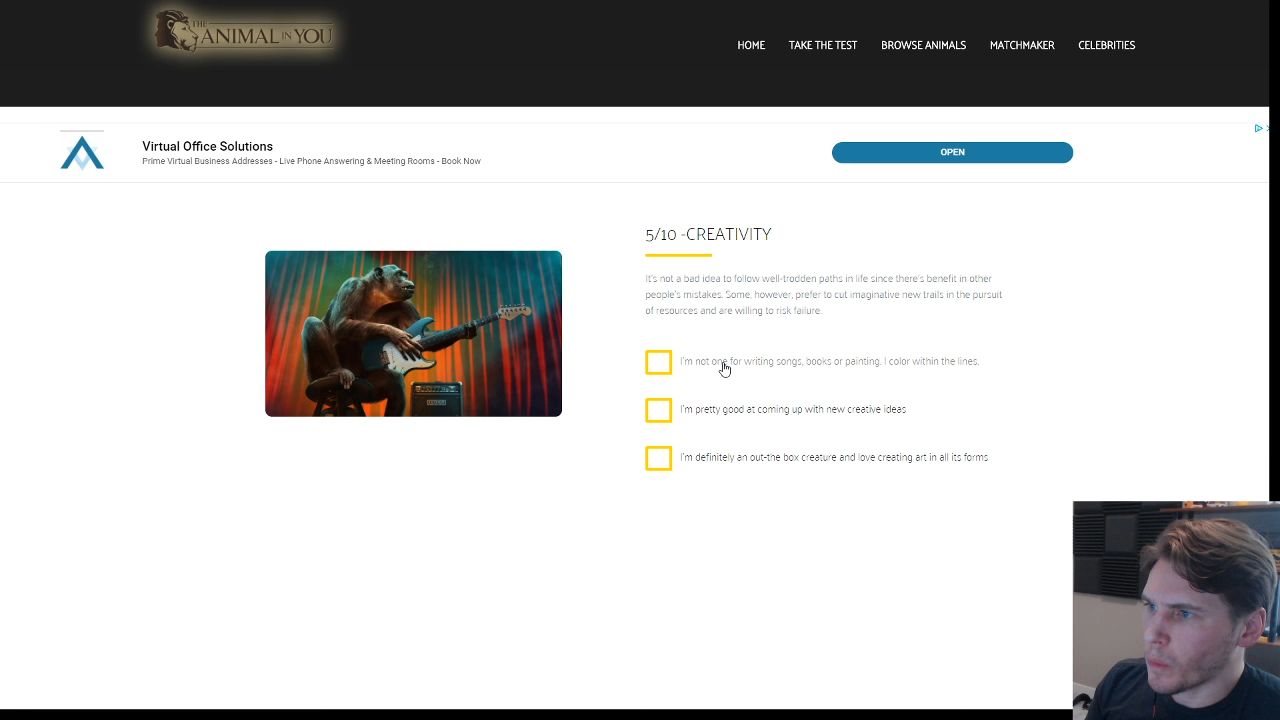 THE
ANIMAL IN YOU
HOME TAKE THE TEST BROWSE ANIMALS MATCHMAKER CELEBRITIES
Virtual Office Solutions
Prime Virtual Business Addresses - Live Phone Answering & Meeting Rooms - Book Now
OPEN
5/10 -CREATIVITY
It's not a bad idea to follow well-trodden paths in life since there's benefit in other
people's mistakes. Some, however, prefer to cut imaginative new trails in the pursuit
of resources and are willing to risk failure.
I'm not one for writing songs, books or painting, I color within the lines.
I'm pretty good at coming up with new creative ideas
I'm definitely an out-the box creature and love creating art in all its forms